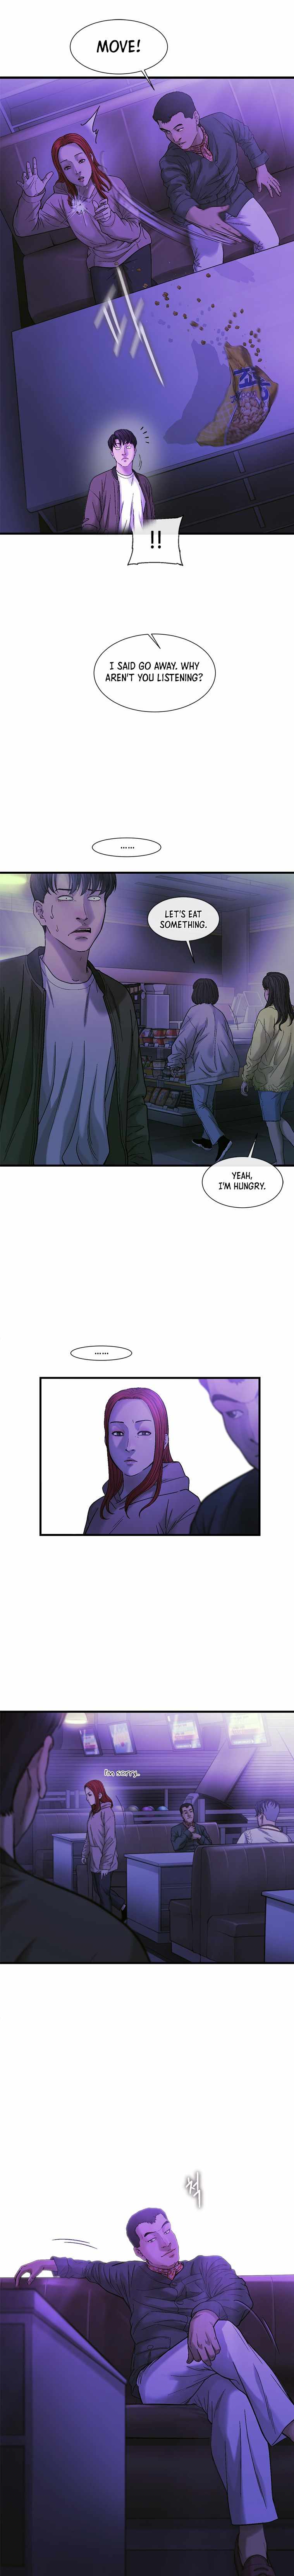 MOVE!
!!
I SAID GO AWAY. WHY
AREN'T YOU LISTENING?
......
LET'S EAT
SOMETHING.
YEAH,
I'M HUNGRY.
......
I'm sorry..